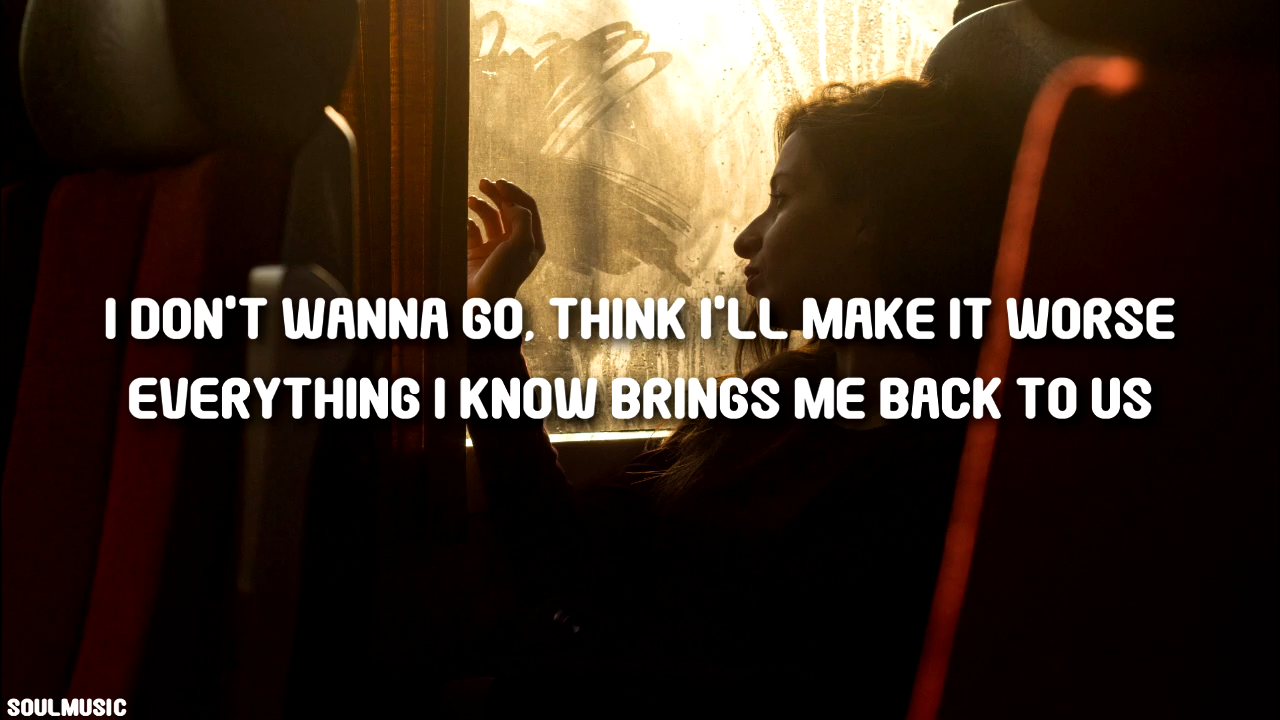 I DON'T WANNA GO, THINK I'LL MAKE IT WORSE
EVERYTHING I KNOW BRINGS ME BACK TO US
SOULMUSIC